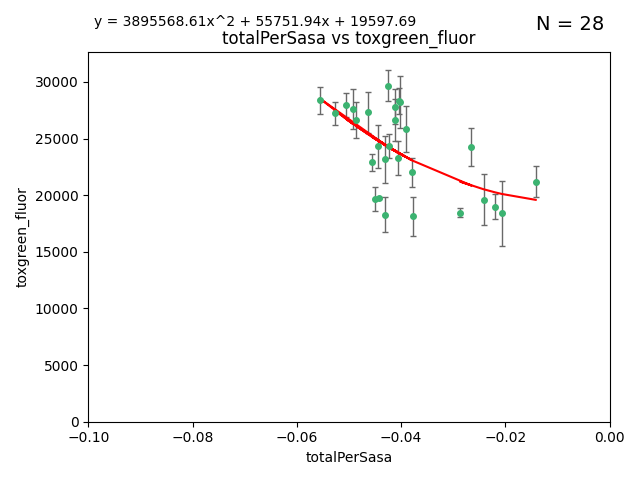 y = 3895568.61x^2 + 55751.94x + 19597.69
N = 28
totalPerSasa vs toxgreen_fluor
30000
25000
20000
15000
10000
5000
0
toxgreen_fluor
−0.10
−0.08
−0.06
−0.04
−0.02
0.00
totalPerSasa